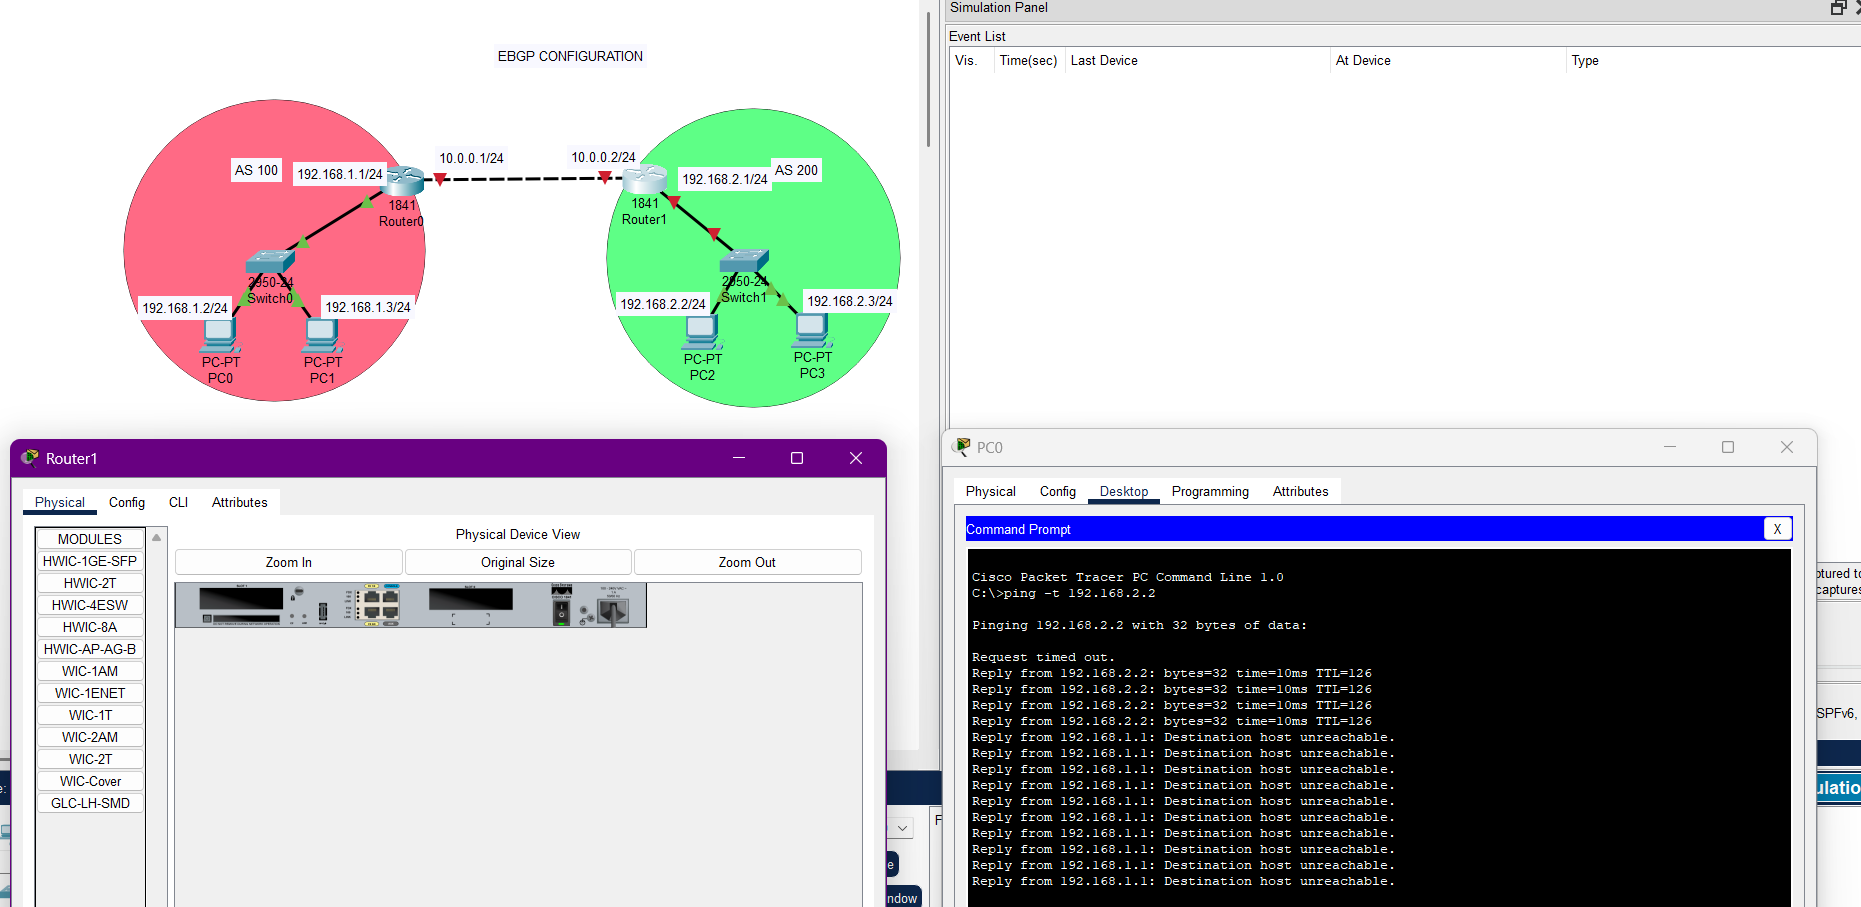 Simulation Panel
Event List
Vis. Time(sec) Last Device At Device Type
EBGP CONFIGURATION
10.0.0.1/24
10.0.0.2/24
AS 100
192.168.1.1/24
192.168.2.1/24
AS 200
1841
Router0
1841
Router1
2950-24
Switch0
2950-24
Switch1
192.168.1.2/24
192.168.1.3/24
192.168.2.2/24
192.168.2.3/24
PC-PT
PC0
PC-PT
PC1
PC-PT
PC2
PC-PT
PC3
Router1
Physical Config CLI Attributes
MODULES
HWIC-1GE-SFP
HWIC-2T
HWIC-4ESW
HWIC-8A
HWIC-AP-AG-B
WIC-1AM
WIC-1ENET
WIC-1T
WIC-2AM
WIC-2T
WIC-Cover
GLC-LH-SMD
Physical Device View
Zoom In Original Size Zoom Out
PC0
Physical Config Desktop Programming Attributes
Command Prompt
X
Cisco Packet Tracer PC Command Line 1.0
C:\>ping -t 192.168.2.2
Pinging 192.168.2.2 with 32 bytes of data:
Request timed out.
Reply from 192.168.2.2: bytes=32 time=10ms TTL=126
Reply from 192.168.2.2: bytes=32 time=10ms TTL=126
Reply from 192.168.2.2: bytes=32 time=10ms TTL=126
Reply from 192.168.2.2: bytes=32 time=10ms TTL=126
Reply from 192.168.1.1: Destination host unreachable.
Reply from 192.168.1.1: Destination host unreachable.
Reply from 192.168.1.1: Destination host unreachable.
Reply from 192.168.1.1: Destination host unreachable.
Reply from 192.168.1.1: Destination host unreachable.
Reply from 192.168.1.1: Destination host unreachable.
Reply from 192.168.1.1: Destination host unreachable.
Reply from 192.168.1.1: Destination host unreachable.
Reply from 192.168.1.1: Destination host unreachable.
Reply from 192.168.1.1: Destination host unreachable.
ptured to
captures
SPFv6,
ulatio
e:
F
e
ndow